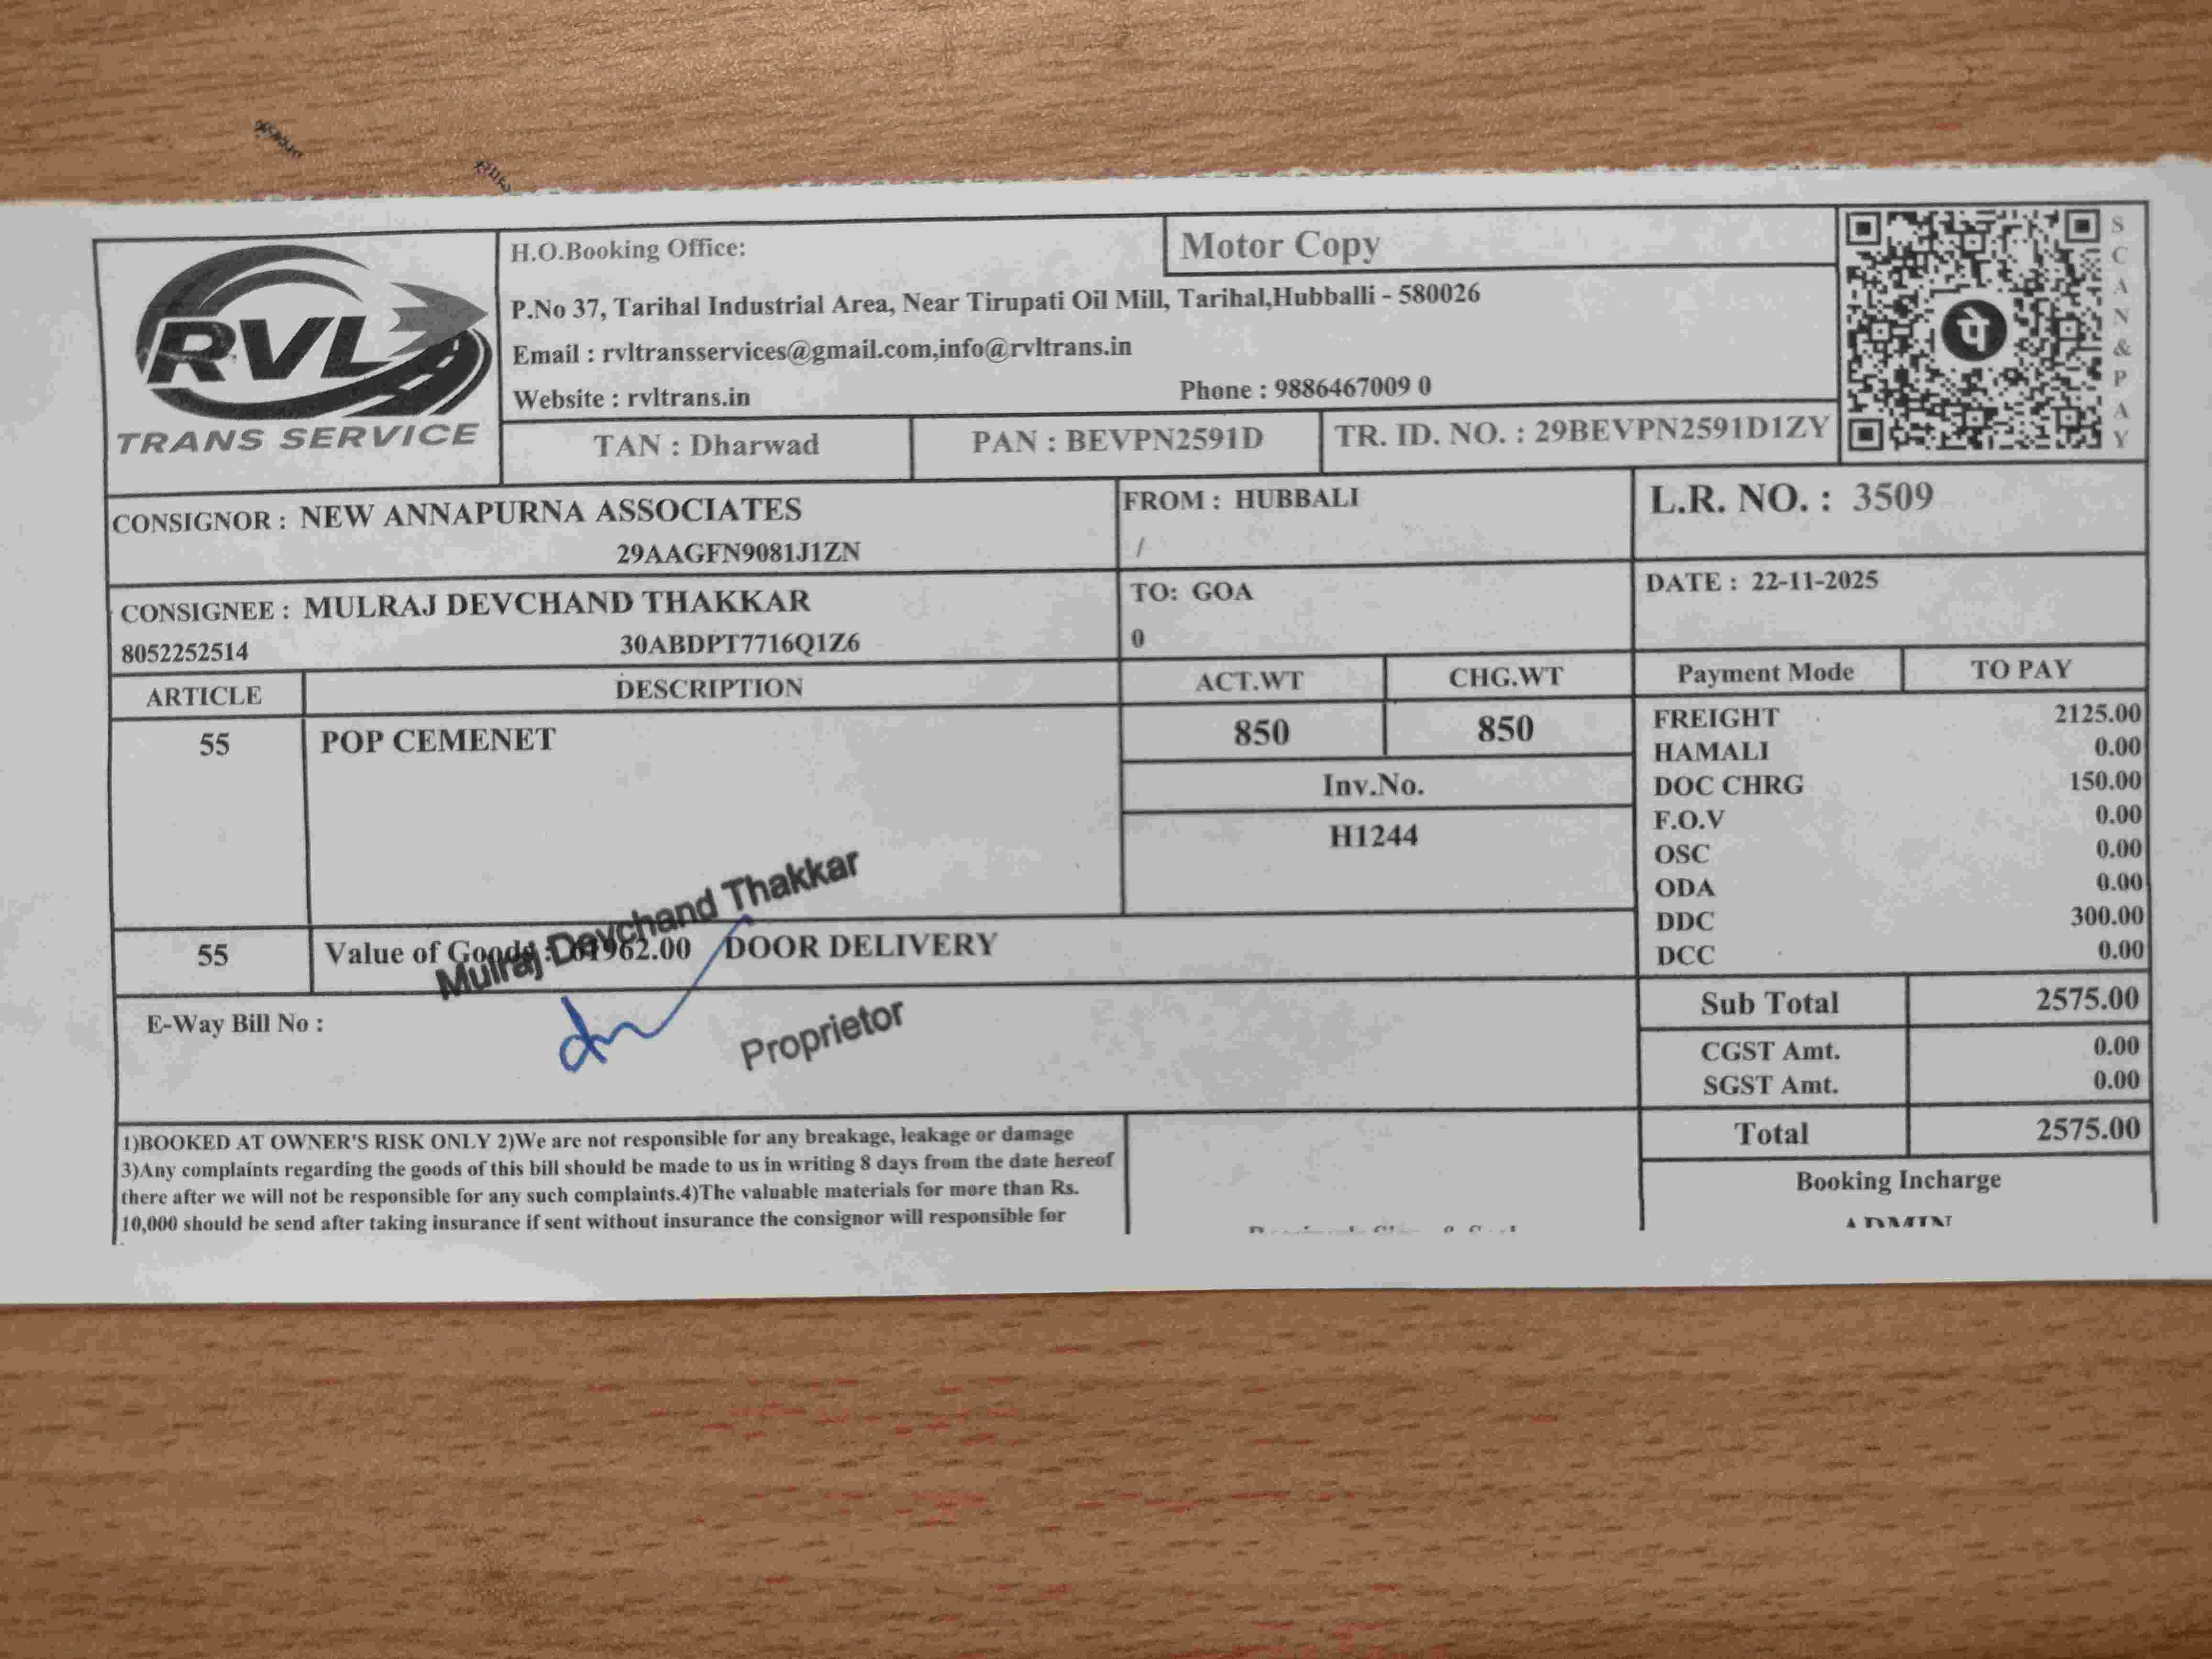 RVL
TRANS SERVICE
H.O.Booking Office:
Motor Copy
P.No 37, Tarihal Industrial Area, Near Tirupati Oil Mill, Tarihal,Hubballi - 580026
Email : rvltransservices@gmail.com,info@rvltrans.in
Website : rvltrans.in Phone : 9886467009 0
TAN : Dharwad PAN : BEVPN2591D TR. ID. NO. : 29BEVPN2591D1ZY
पे
SCAN&PAY
CONSIGNOR : NEW ANNAPURNA ASSOCIATES
29AAGFN9081J1ZN
FROM : HUBBALI
/
L.R. NO. : 3509
CONSIGNEE : MULRAJ DEVCHAND THAKKAR
8052252514 30ABDPT7716Q1Z6
TO: GOA
0
DATE : 22-11-2025
ARTICLE DESCRIPTION ACT.WT CHG.WT Payment Mode TO PAY
55 POP CEMENET 850 850
Inv.No.
H1244
FREIGHT 2125.00
HAMALI 0.00
DOC CHRG 150.00
F.O.V 0.00
OSC 0.00
ODA 0.00
DDC 300.00
DCC 0.00
55 Value of Goods : 962.00 DOOR DELIVERY
Mulraj Devchand Thakkar
Proprietor
E-Way Bill No :
Sub Total 2575.00
CGST Amt. 0.00
SGST Amt. 0.00
Total 2575.00
1)BOOKED AT OWNER'S RISK ONLY 2)We are not responsible for any breakage, leakage or damage
3)Any complaints regarding the goods of this bill should be made to us in writing 8 days from the date hereof
there after we will not be responsible for any such complaints.4)The valuable materials for more than Rs.
10,000 should be send after taking insurance if sent without insurance the consignor will responsible for
Booking Incharge
ADMIN